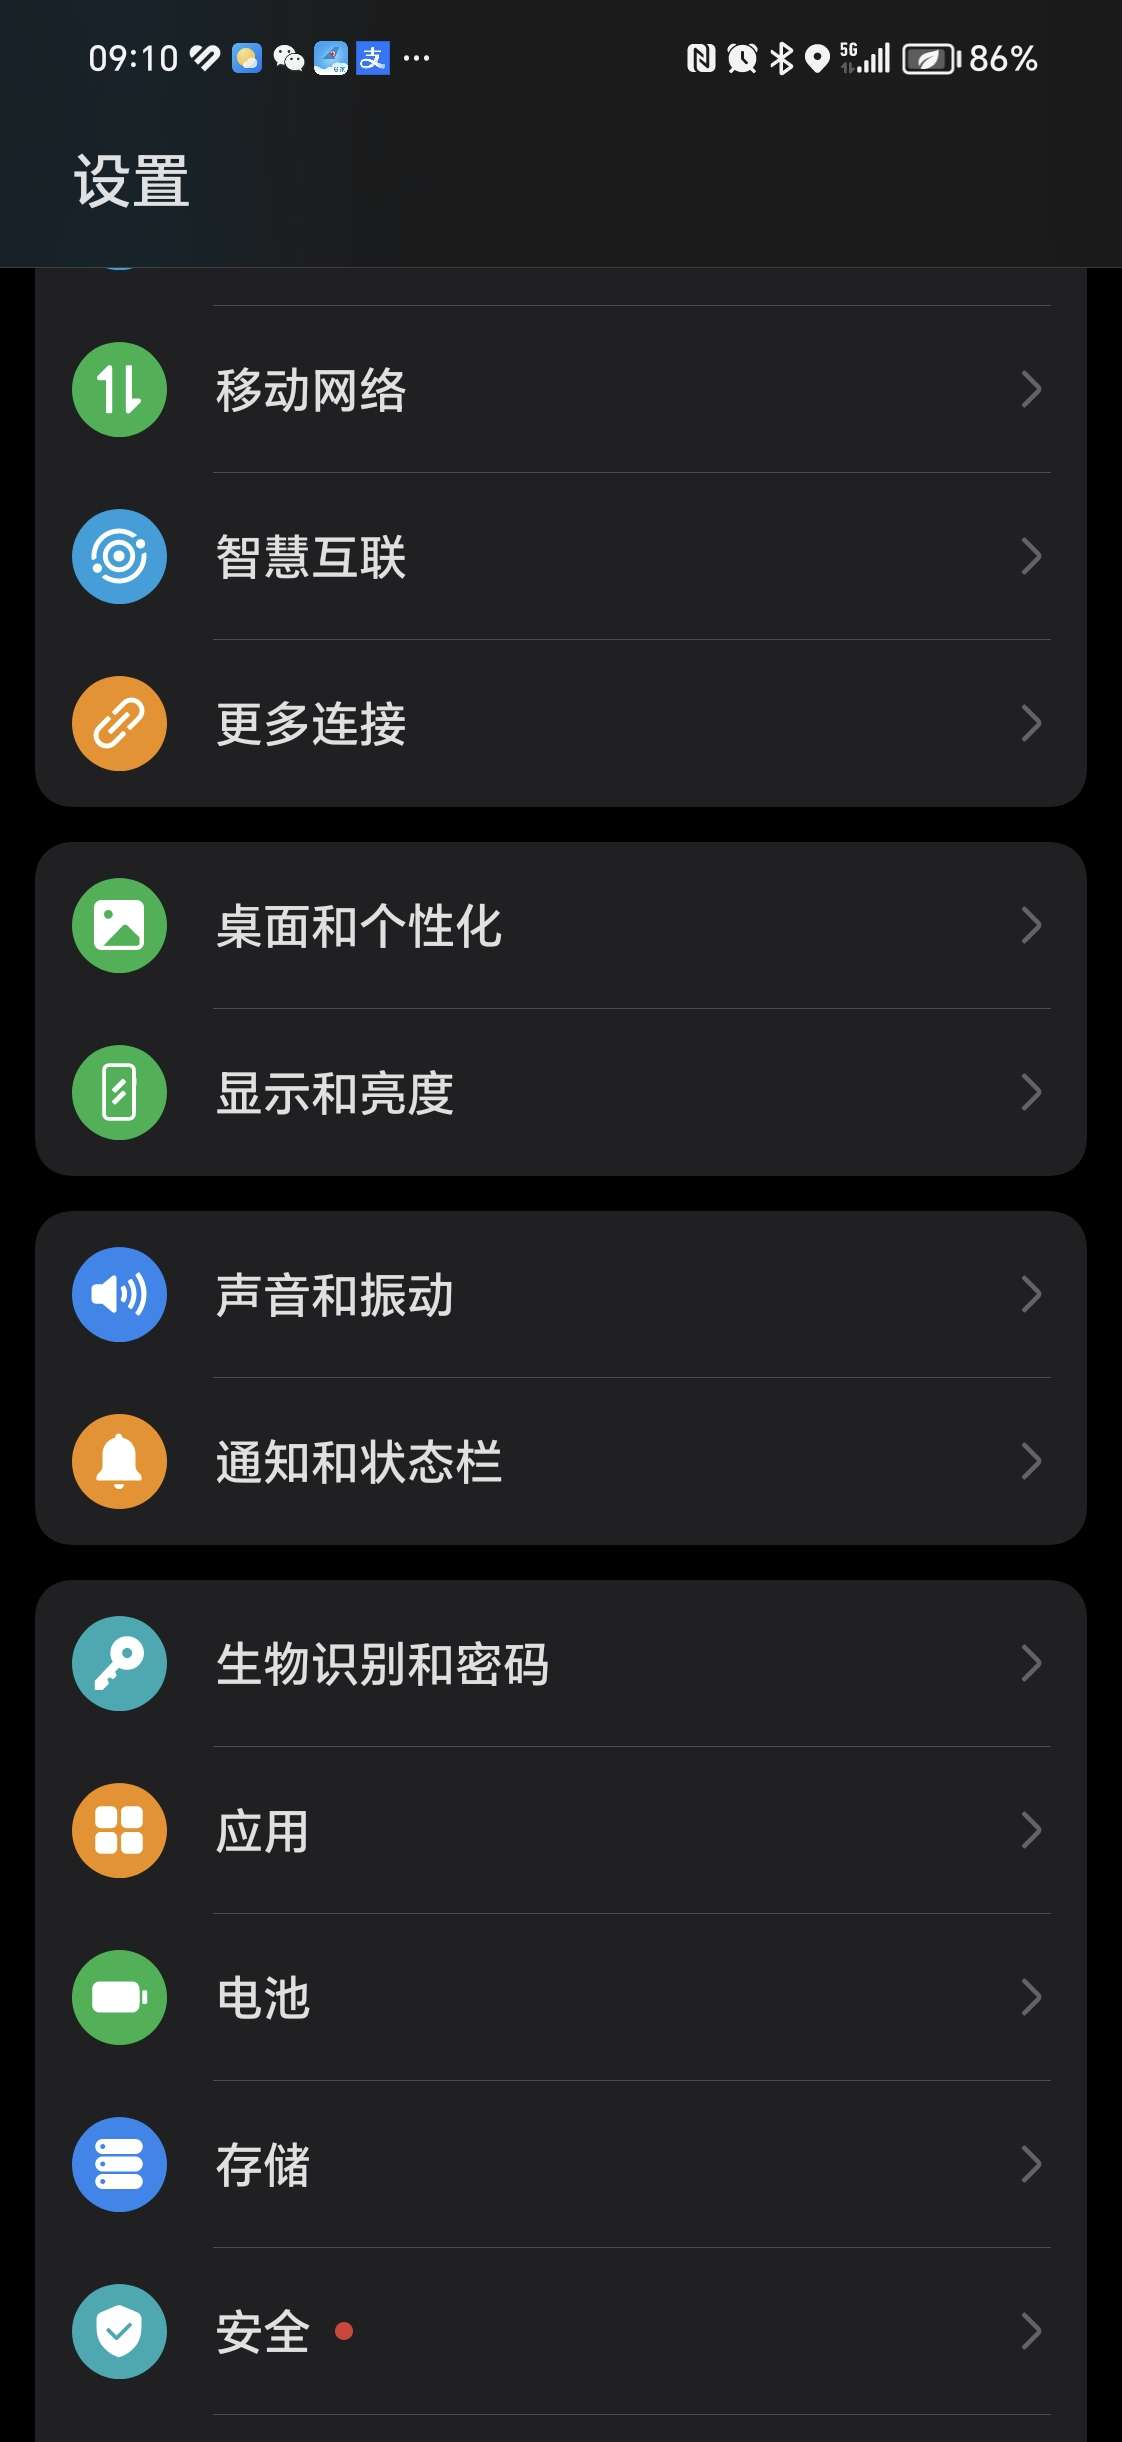 09:10 支 ··· 5G 86%
设置
移动网络
智慧互联
更多连接
桌面和个性化
显示和亮度
声音和振动
通知和状态栏
生物识别和密码
应用
电池
存储
安全